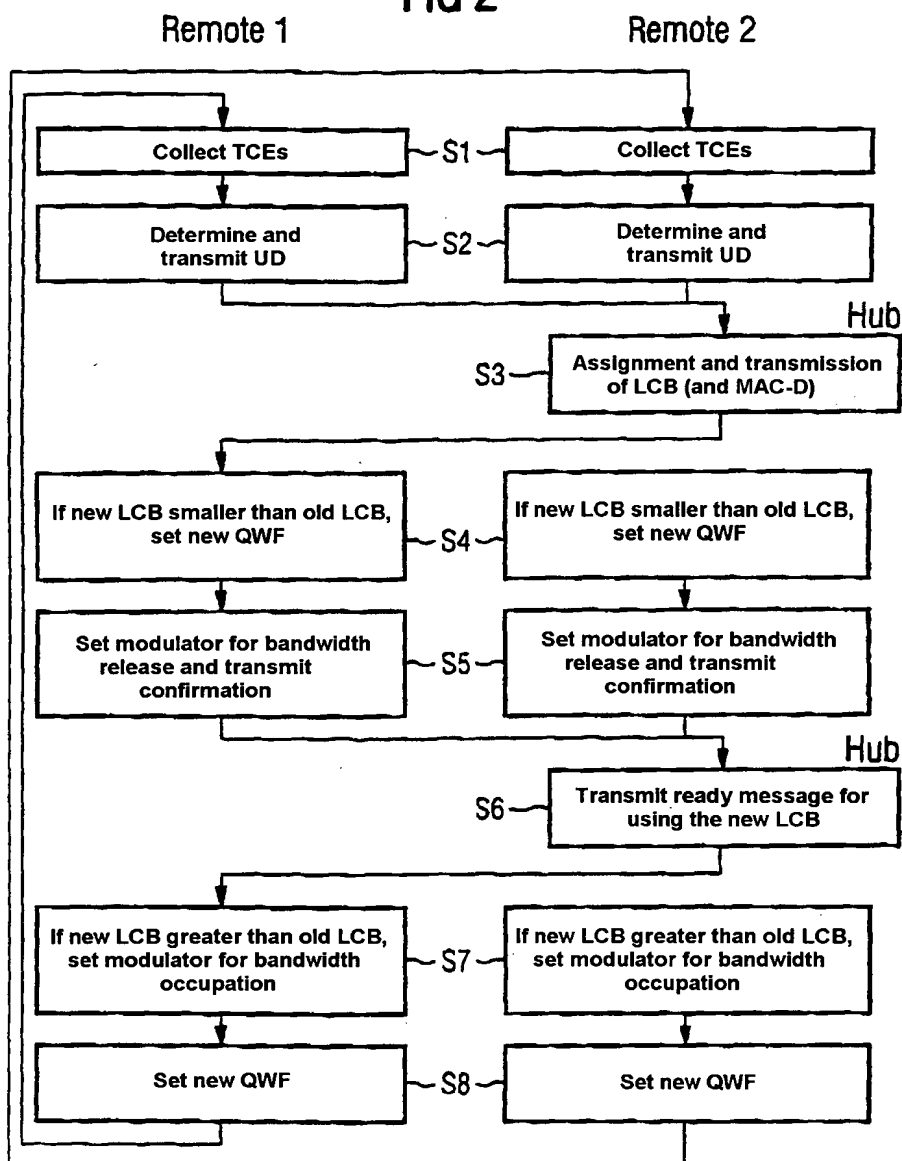 FIG 2
Remote 1
Remote 2
Collect TCEs
S1
Collect TCEs
Determine and
transmit UD
S2
Determine and
transmit UD
Hub
S3
Assignment and transmission
of LCB (and MAC-D)
If new LCB smaller than old LCB,
set new QWF
S4
If new LCB smaller than old LCB,
set new QWF
Set modulator for bandwidth
release and transmit
confirmation
S5
Set modulator for bandwidth
release and transmit
confirmation
Hub
S6
Transmit ready message for
using the new LCB
If new LCB greater than old LCB,
set modulator for bandwidth
occupation
S7
If new LCB greater than old LCB,
set modulator for bandwidth
occupation
Set new QWF
S8
Set new QWF